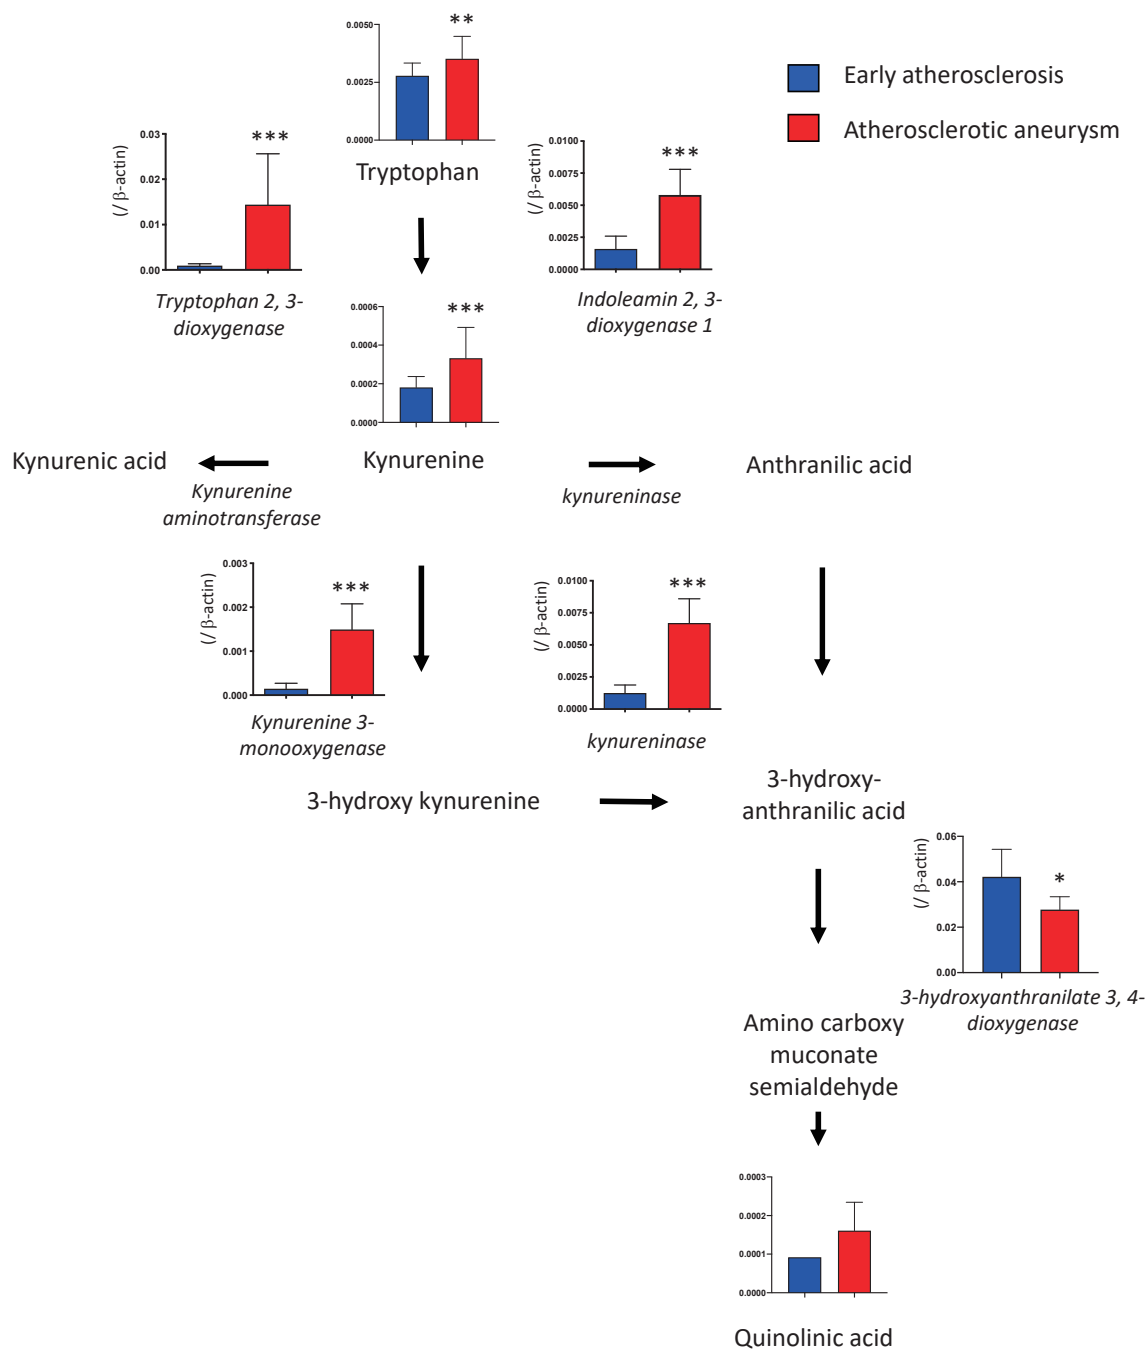 0.0050
**
0.0025
0.0000
Tryptophan
Early atherosclerosis
Atherosclerotic aneurysm
(/ β-actin)
0.03
***
0.02
0.01
0.00
Tryptophan 2, 3-
dioxygenase
(/ β-actin)
0.0100
***
0.0075
0.0050
0.0025
0.0000
Indoleamin 2, 3-
dioxygenase 1
0.0006
***
0.0004
0.0002
0.0000
Kynurenic acid
Kynurenine
Anthranilic acid
Kynurenine
aminotransferase
kynureninase
(/ β-actin)
0.003
***
0.002
0.001
0.000
Kynurenine 3-
monooxygenase
(/ β-actin)
0.0100
***
0.0075
0.0050
0.0025
0.0000
kynureninase
3-hydroxy kynurenine
3-hydroxy-
anthranilic acid
(/ β-actin)
0.06
*
0.04
0.02
0.00
3-hydroxyanthranilate 3, 4-
dioxygenase
Amino carboxy
muconate
semialdehyde
0.0003
0.0002
0.0001
0.0000
Quinolinic acid